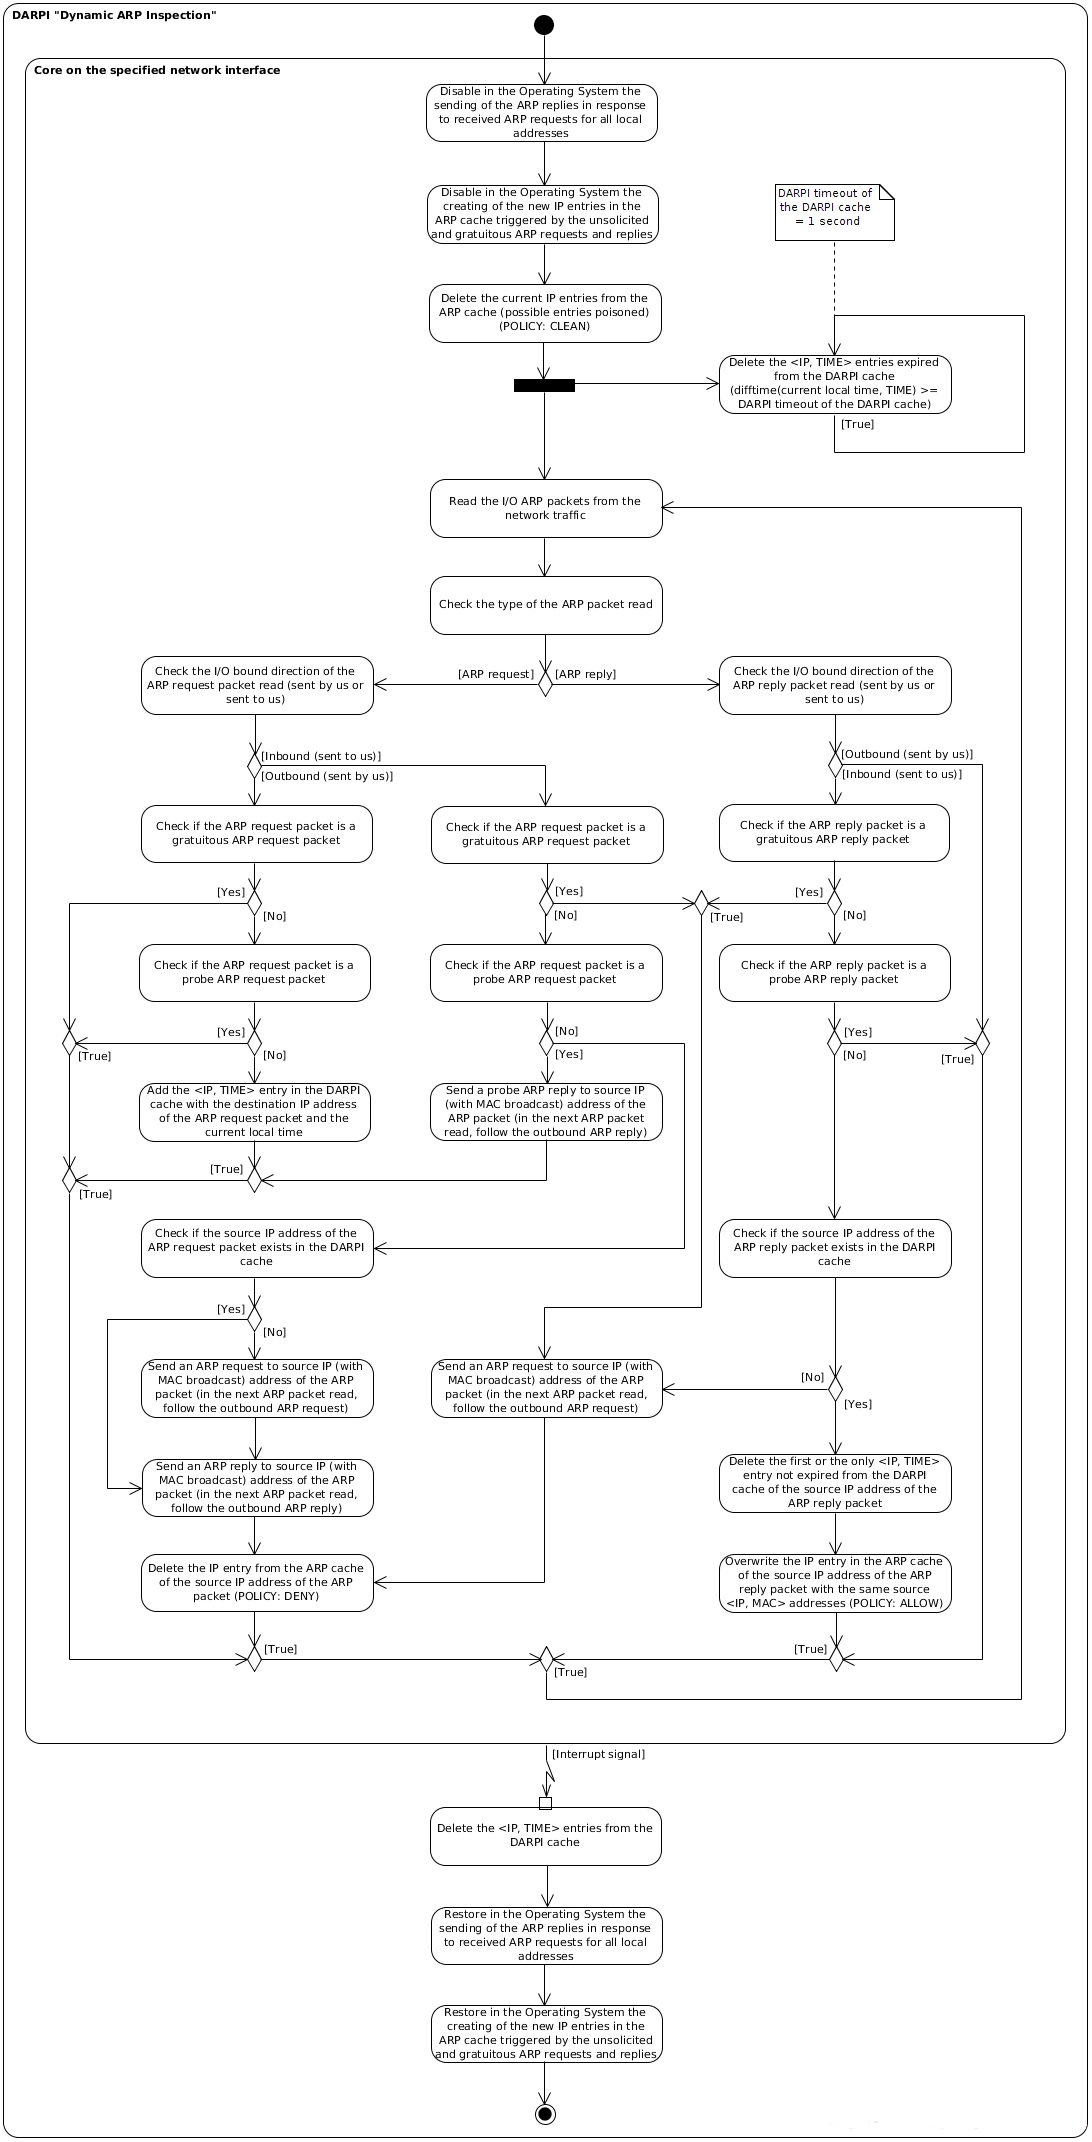 DARPI "Dynamic ARP Inspection"
Core on the specified network interface
Disable in the Operating System the
sending of the ARP replies in response
to received ARP requests for all local
addresses
Disable in the Operating System the
creating of the new IP entries in the
ARP cache triggered by the unsolicited
and gratuitous ARP requests and replies
DARPI timeout of
the DARPI cache
= 1 second
Delete the current IP entries from the
ARP cache (possible entries poisoned)
(POLICY: CLEAN)
Delete the <IP, TIME> entries expired
from the DARPI cache
(difftime(current local time, TIME) >=
DARPI timeout of the DARPI cache)
[True]
Read the I/O ARP packets from the
network traffic
Check the type of the ARP packet read
[ARP request]
[ARP reply]
Check the I/O bound direction of the
ARP request packet read (sent by us or
sent to us)
Check the I/O bound direction of the
ARP reply packet read (sent by us or
sent to us)
[Inbound (sent to us)]
[Outbound (sent by us)]
[Outbound (sent by us)]
[Inbound (sent to us)]
Check if the ARP request packet is a
gratuitous ARP request packet
Check if the ARP request packet is a
gratuitous ARP request packet
Check if the ARP reply packet is a
gratuitous ARP reply packet
[Yes]
[No]
[Yes]
[No]
[True]
[Yes]
[No]
Check if the ARP request packet is a
probe ARP request packet
Check if the ARP request packet is a
probe ARP request packet
Check if the ARP reply packet is a
probe ARP reply packet
[True]
[Yes]
[No]
[No]
[Yes]
[Yes]
[No]
[True]
Add the <IP, TIME> entry in the DARPI
cache with the destination IP address
of the ARP request packet and the
current local time
Send a probe ARP reply to source IP
(with MAC broadcast) address of the
ARP packet (in the next ARP packet
read, follow the outbound ARP reply)
[True]
[True]
Check if the source IP address of the
ARP request packet exists in the DARPI
cache
Check if the source IP address of the
ARP reply packet exists in the DARPI
cache
[Yes]
[No]
Send an ARP request to source IP (with
MAC broadcast) address of the ARP
packet (in the next ARP packet read,
follow the outbound ARP request)
Send an ARP request to source IP (with
MAC broadcast) address of the ARP
packet (in the next ARP packet read,
follow the outbound ARP request)
[No]
[Yes]
Send an ARP reply to source IP (with
MAC broadcast) address of the ARP
packet (in the next ARP packet read,
follow the outbound ARP reply)
Delete the first or the only <IP, TIME>
entry not expired from the DARPI
cache of the source IP address of the
ARP reply packet
Delete the IP entry from the ARP cache
of the source IP address of the ARP
packet (POLICY: DENY)
Overwrite the IP entry in the ARP cache
of the source IP address of the ARP
reply packet with the same source
<IP, MAC> addresses (POLICY: ALLOW)
[True]
[True]
[True]
[Interrupt signal]
Delete the <IP, TIME> entries from the
DARPI cache
Restore in the Operating System the
sending of the ARP replies in response
to received ARP requests for all local
addresses
Restore in the Operating System the
creating of the new IP entries in the
ARP cache triggered by the unsolicited
and gratuitous ARP requests and replies